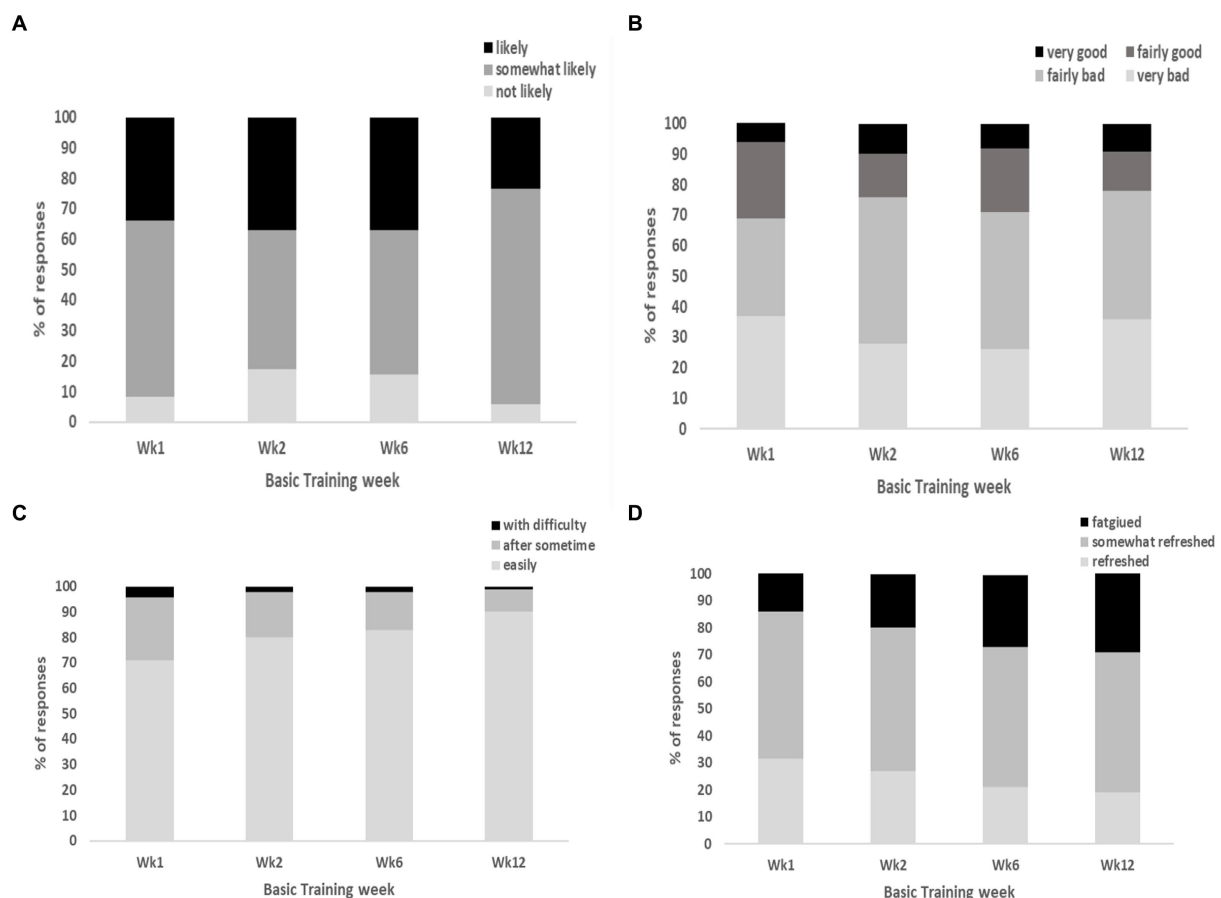 A
likely
somewhat likely
not likely
100
90
80
70
60
50
40
30
20
10
0
% of responses
Wk1 Wk2 Wk6 Wk12
Basic Training week
B
very good fairly good
fairly bad very bad
100
90
80
70
60
50
40
30
20
10
0
% of responses
Wk1 Wk2 Wk6 Wk12
Basic Training week
C
with difficulty
after sometime
easily
100
90
80
70
60
50
40
30
20
10
0
% of responses
Wk1 Wk2 Wk6 Wk12
Basic Training week
D
fatgiued
somewhat refreshed
refreshed
100
90
80
70
60
50
40
30
20
10
0
% of responses
Wk1 Wk2 Wk6 Wk12
Basic Training week